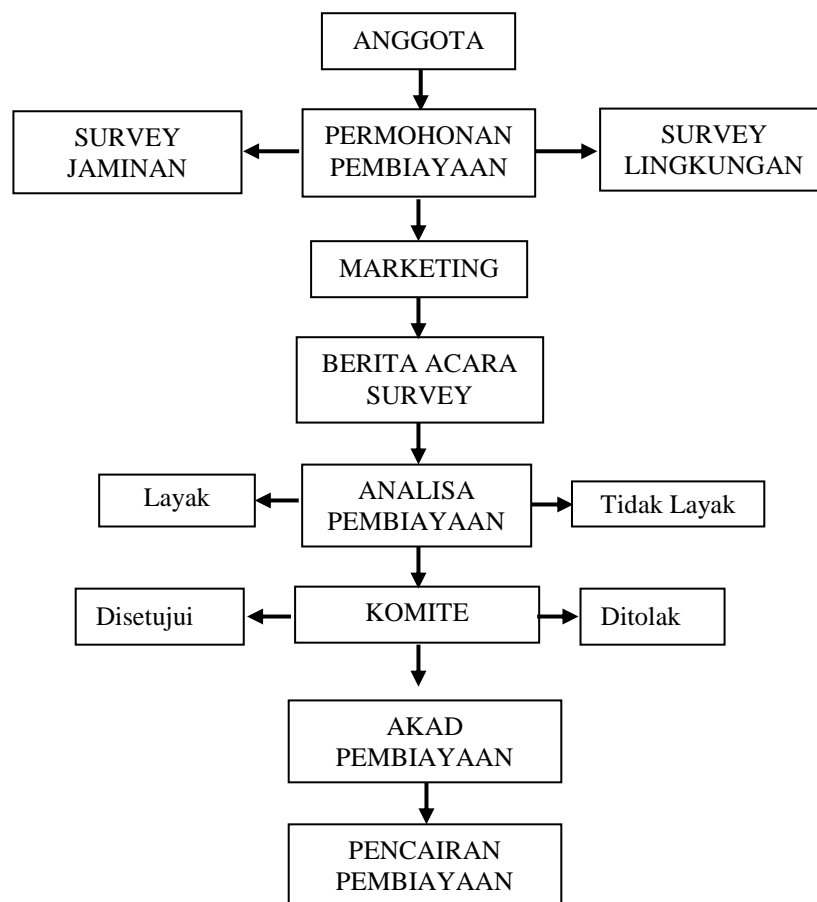 ANGGOTA
SURVEY
JAMINAN
PERMOHONAN
PEMBIAYAAN
SURVEY
LINGKUNGAN
MARKETING
BERITA ACARA
SURVEY
Layak
ANALISA
PEMBIAYAAN
Tidak Layak
Disetujui
KOMITE
Ditolak
AKAD
PEMBIAYAAN
PENCAIRAN
PEMBIAYAAN